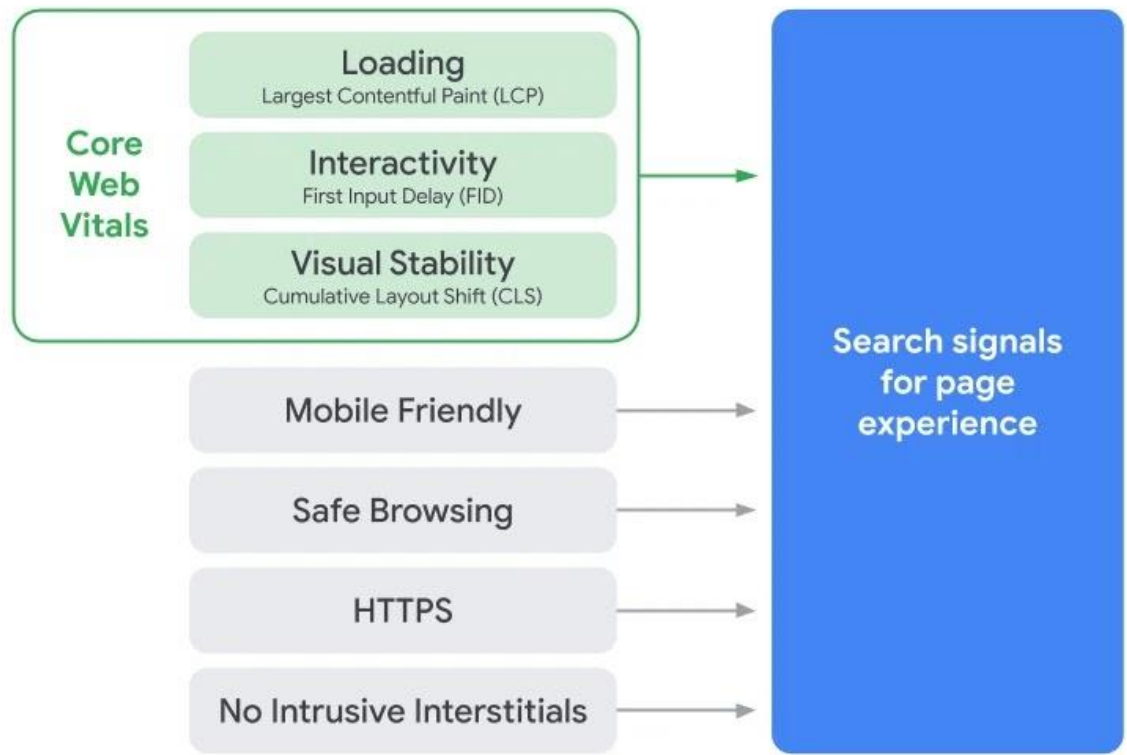 Core
Web
Vitals
Loading
Largest Contentful Paint (LCP)
Interactivity
First Input Delay (FID)
Visual Stability
Cumulative Layout Shift (CLS)
Mobile Friendly
Safe Browsing
HTTPS
No Intrusive Interstitials
Search signals
for page
experience